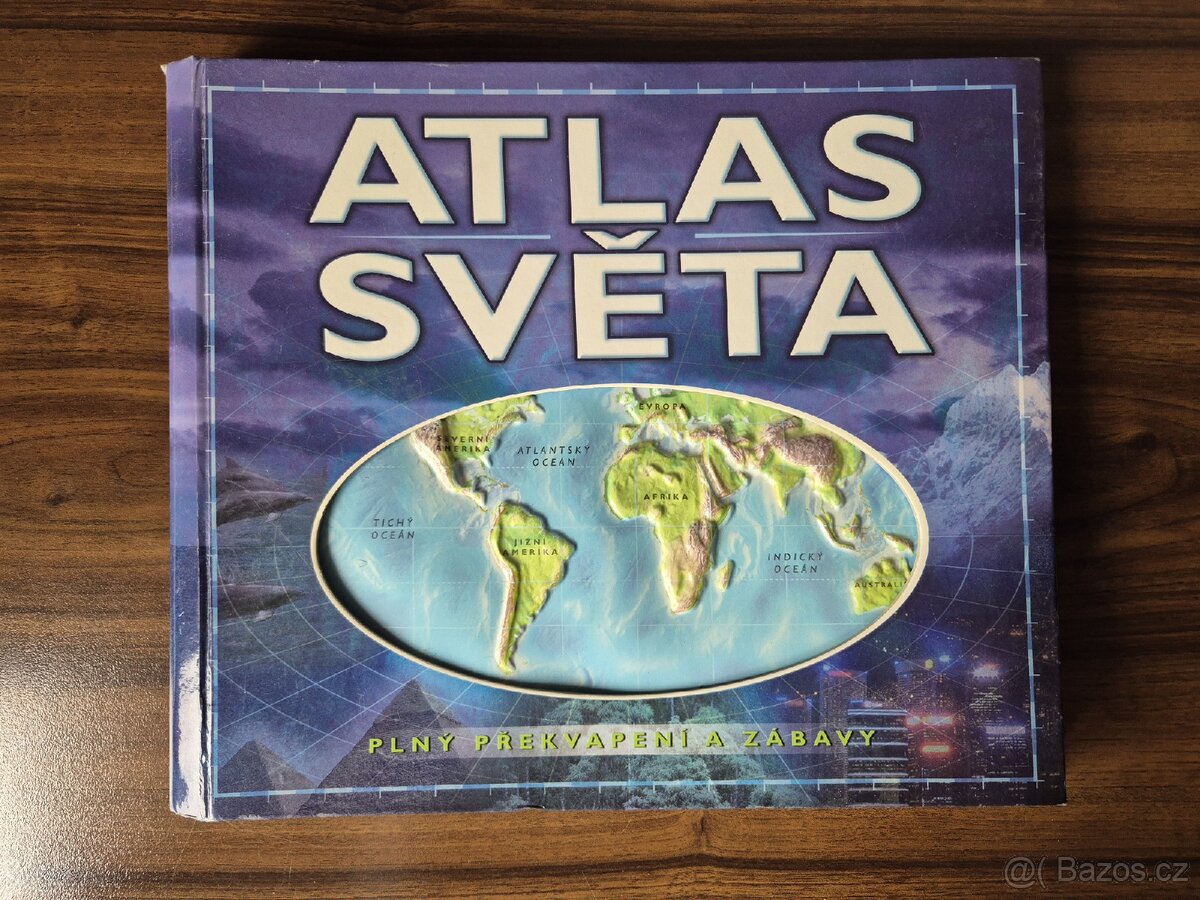 ATLAS
SVĚTA
EVROPA
SEVERNÍ
AMERIKA
ATLANTSKÝ
OCEÁN
AFRIKA
TICHÝ
OCEÁN
JIŽNÍ
AMERIKA
INDICKÝ
OCEÁN
AUSTRALI
PLNÝ PŘEKVAPENÍ A ZÁBAVY
@( Bazos.cz